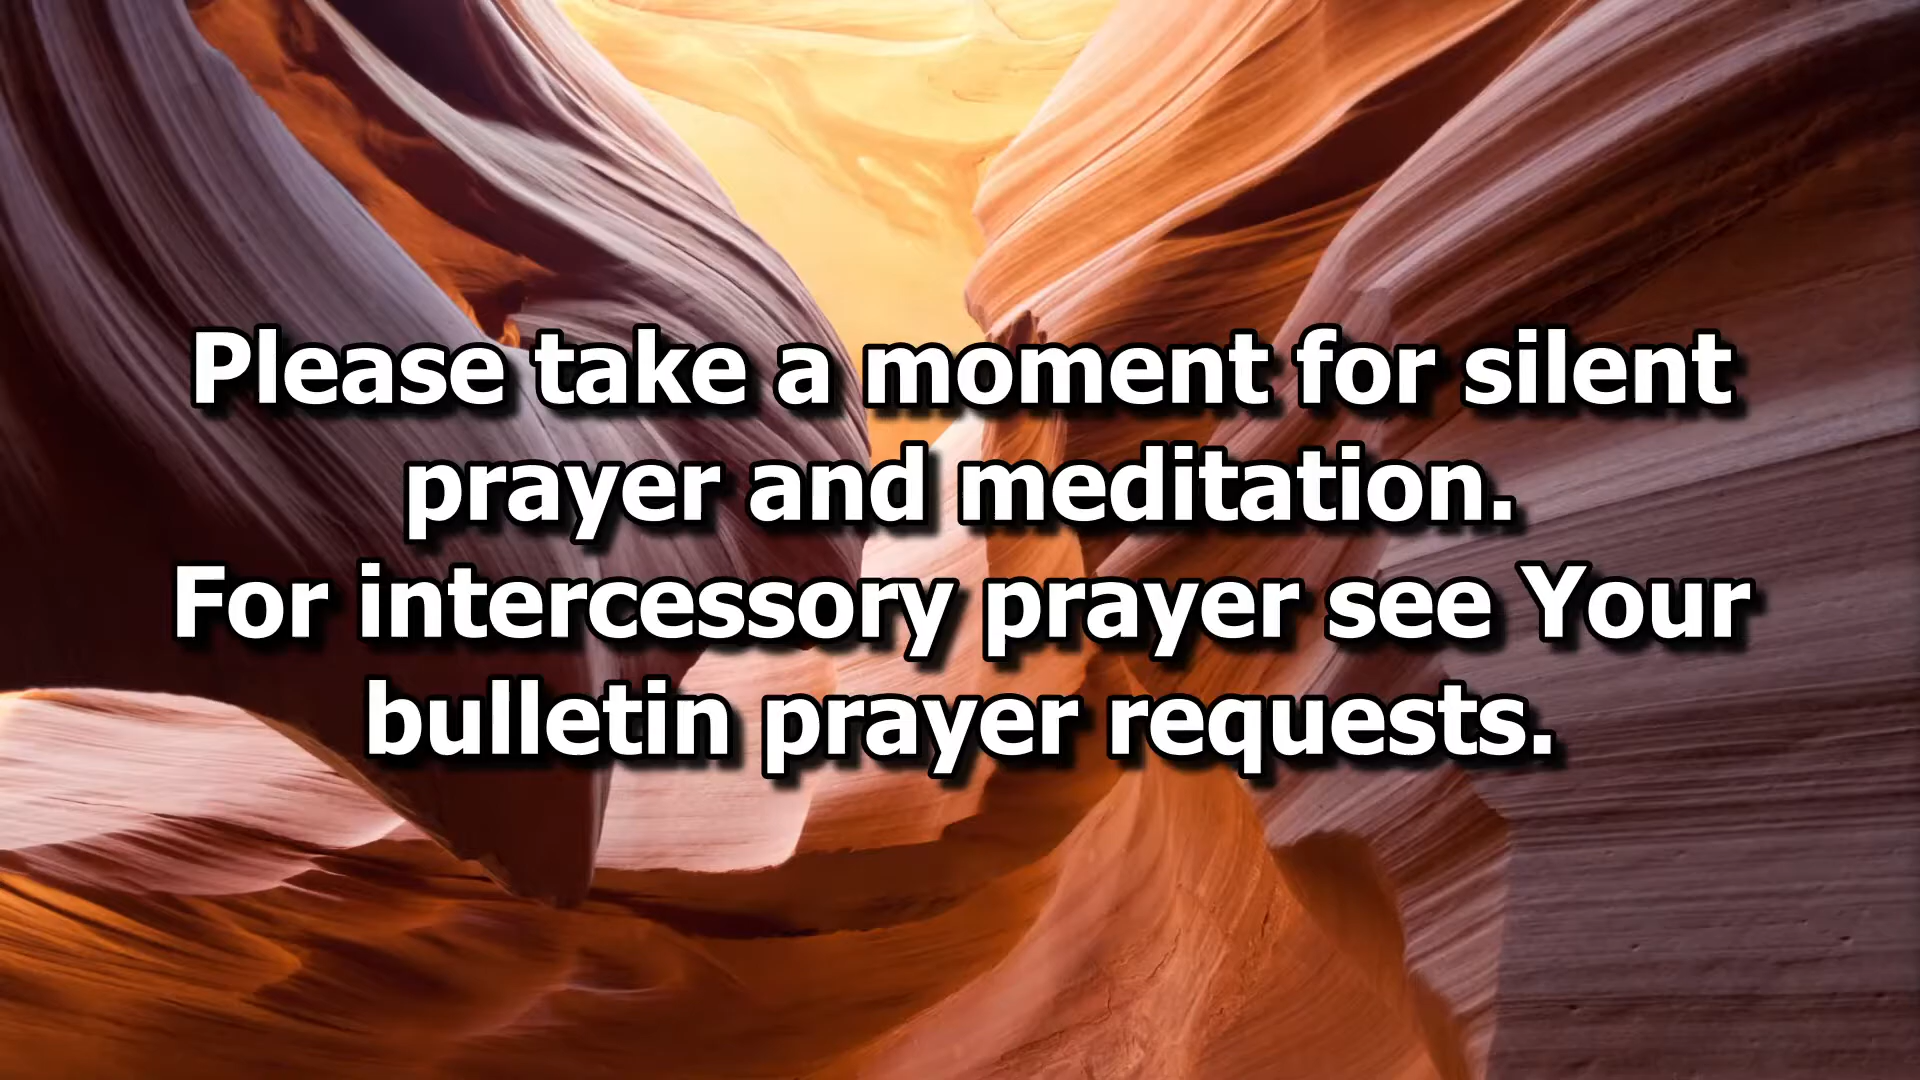 Please take a moment for silent
prayer and meditation.
For intercessory prayer see Your
bulletin prayer requests.